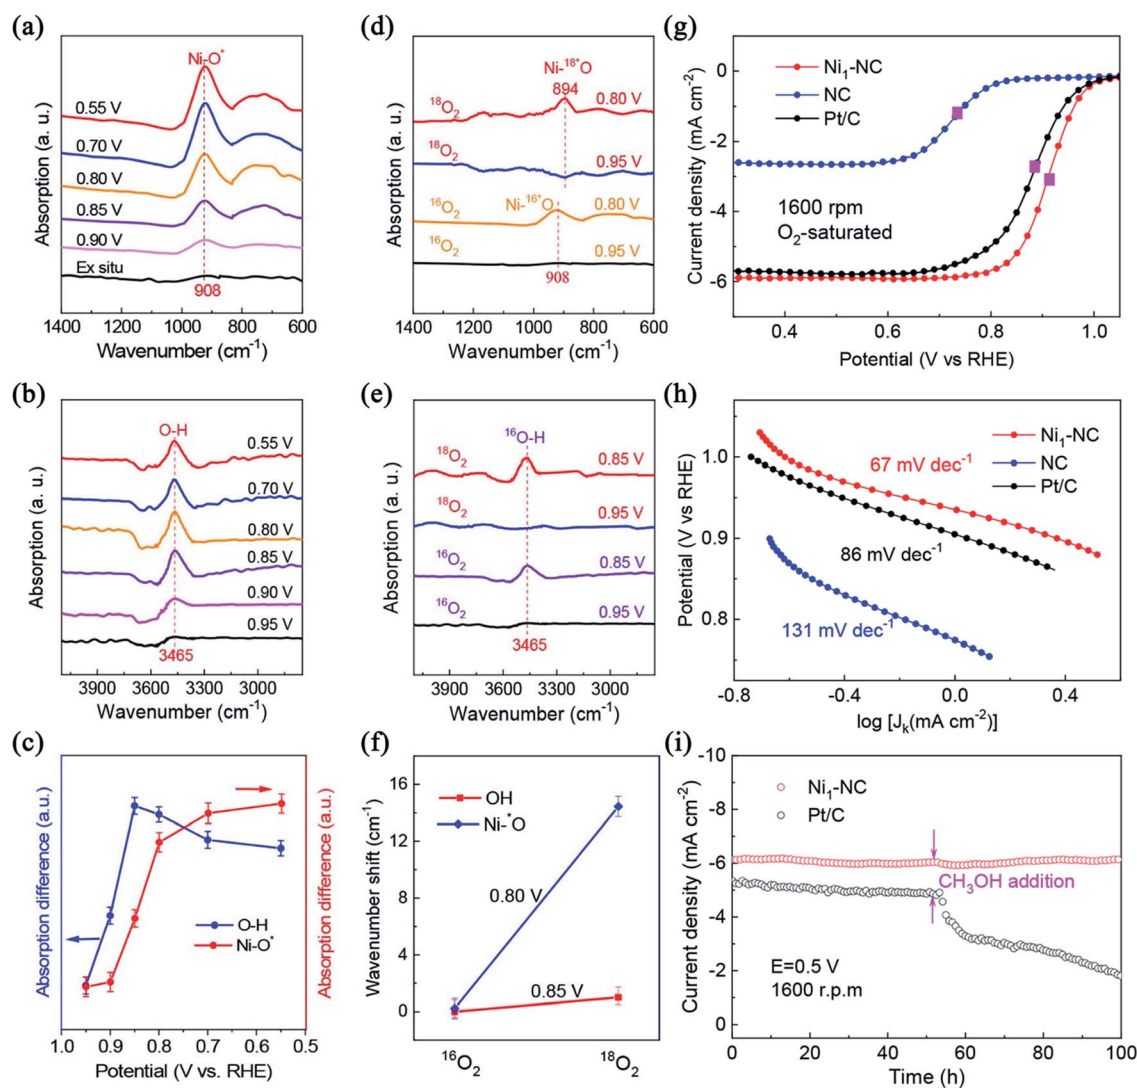 (a)
Ni-O*
0.55 V
0.70 V
0.80 V
0.85 V
0.90 V
Ex situ
908
1400 1200 1000 800 600
Wavenumber (cm-1)
Absorption (a. u.)
(d)
Ni-18*O
894
18O2
0.80 V
18O2
0.95 V
16O2
Ni-16*O
0.80 V
16O2
0.95 V
908
1400 1200 1000 800 600
Wavenumber (cm-1)
Absorption (a. u.)
(g)
Ni1-NC
NC
Pt/C
1600 rpm
O2-saturated
0
-2
-4
-6
0.4 0.6 0.8 1.0
Potential (V vs RHE)
Current density (mA cm-2)
(b)
O-H
0.55 V
0.70 V
0.80 V
0.85 V
0.90 V
0.95 V
3465
3900 3600 3300 3000
Wavenumber (cm-1)
Absorption (a. u.)
(e)
16O-H
18O2
0.85 V
18O2
0.95 V
16O2
0.85 V
16O2
0.95 V
3465
3900 3600 3300 3000
Wavenumber (cm-1)
Absorption (a. u.)
(h)
Ni1-NC
NC
Pt/C
67 mV dec-1
86 mV dec-1
131 mV dec-1
1.0
0.9
0.8
-0.8 -0.4 0.0 0.4
log [Jk(mA cm-2)]
Potential (V vs RHE)
(c)
O-H
Ni-O*
Absorption difference (a.u.)
Absorption difference (a.u.)
1.0 0.9 0.8 0.7 0.6 0.5
Potential (V vs. RHE)
(f)
OH
Ni-*O
0.80 V
0.85 V
16
12
8
4
0
16O2 18O2
Wavenumber shift (cm-1)
(i)
Ni1-NC
Pt/C
CH3OH addition
E=0.5 V
1600 r.p.m
-10
-8
-6
-4
-2
0
0 20 40 60 80 100
Time (h)
Current density (mA cm-2)